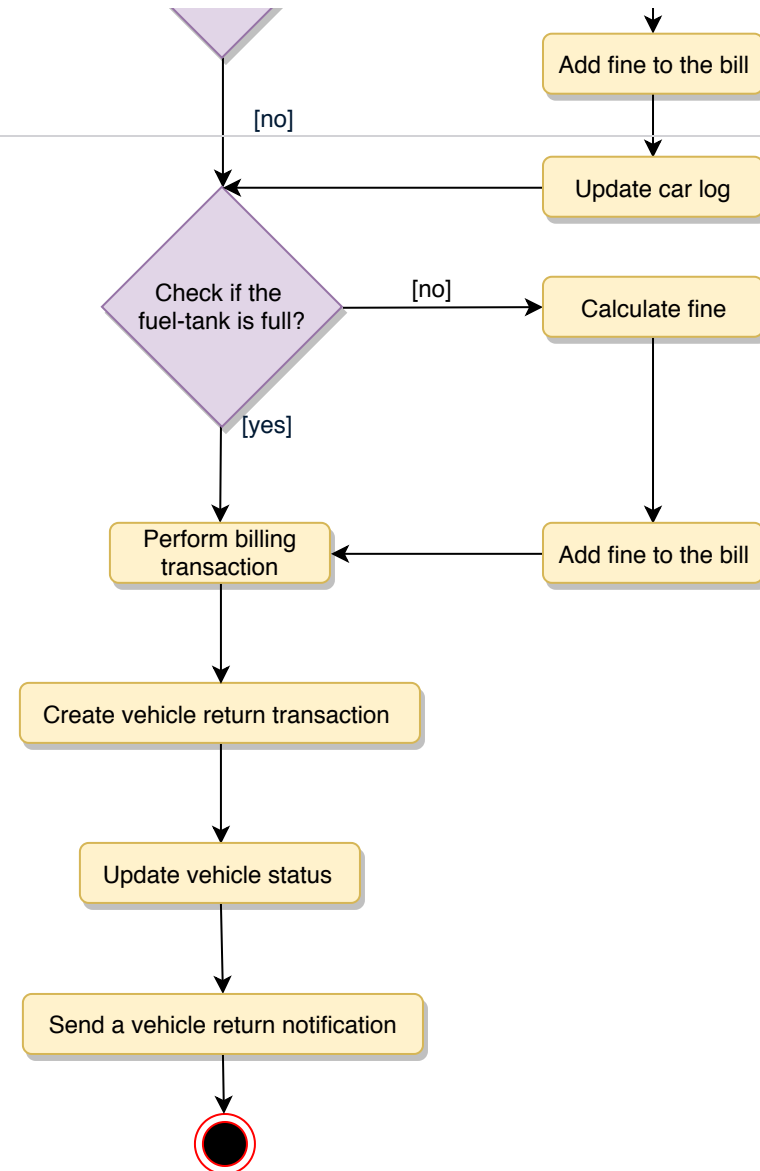 Add fine to the bill
[no]
Update car log
Check if the
fuel-tank is full?
[no]
Calculate fine
[yes]
Perform billing
transaction
Add fine to the bill
Create vehicle return transaction
Update vehicle status
Send a vehicle return notification